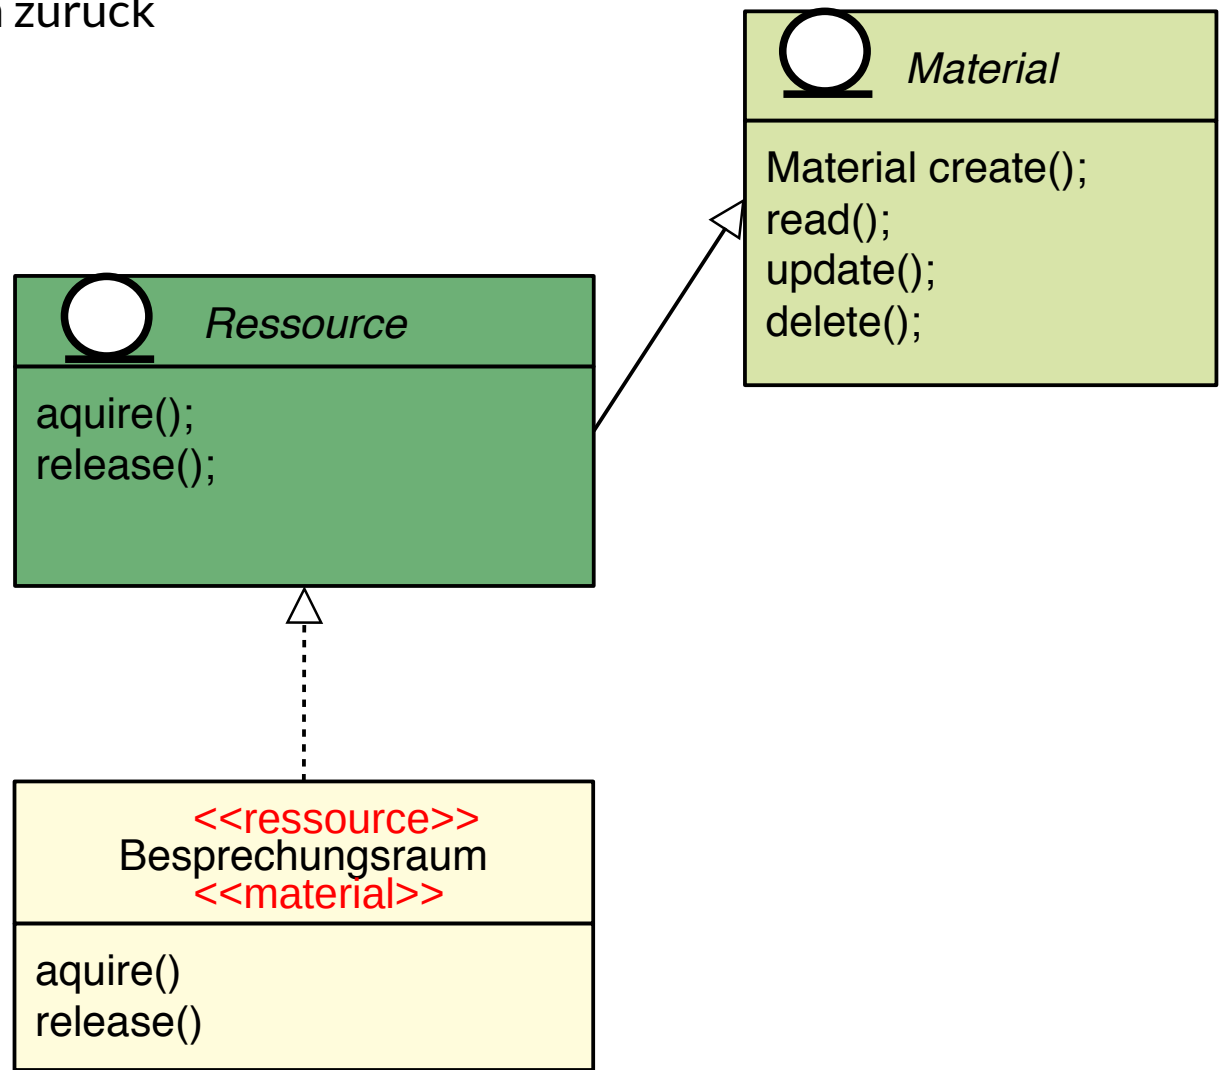 zurück
Material
Material create();
read();
update();
delete();
Ressource
aquire();
release();
<<ressource>>
Besprechungsraum
<<material>>
aquire()
release()